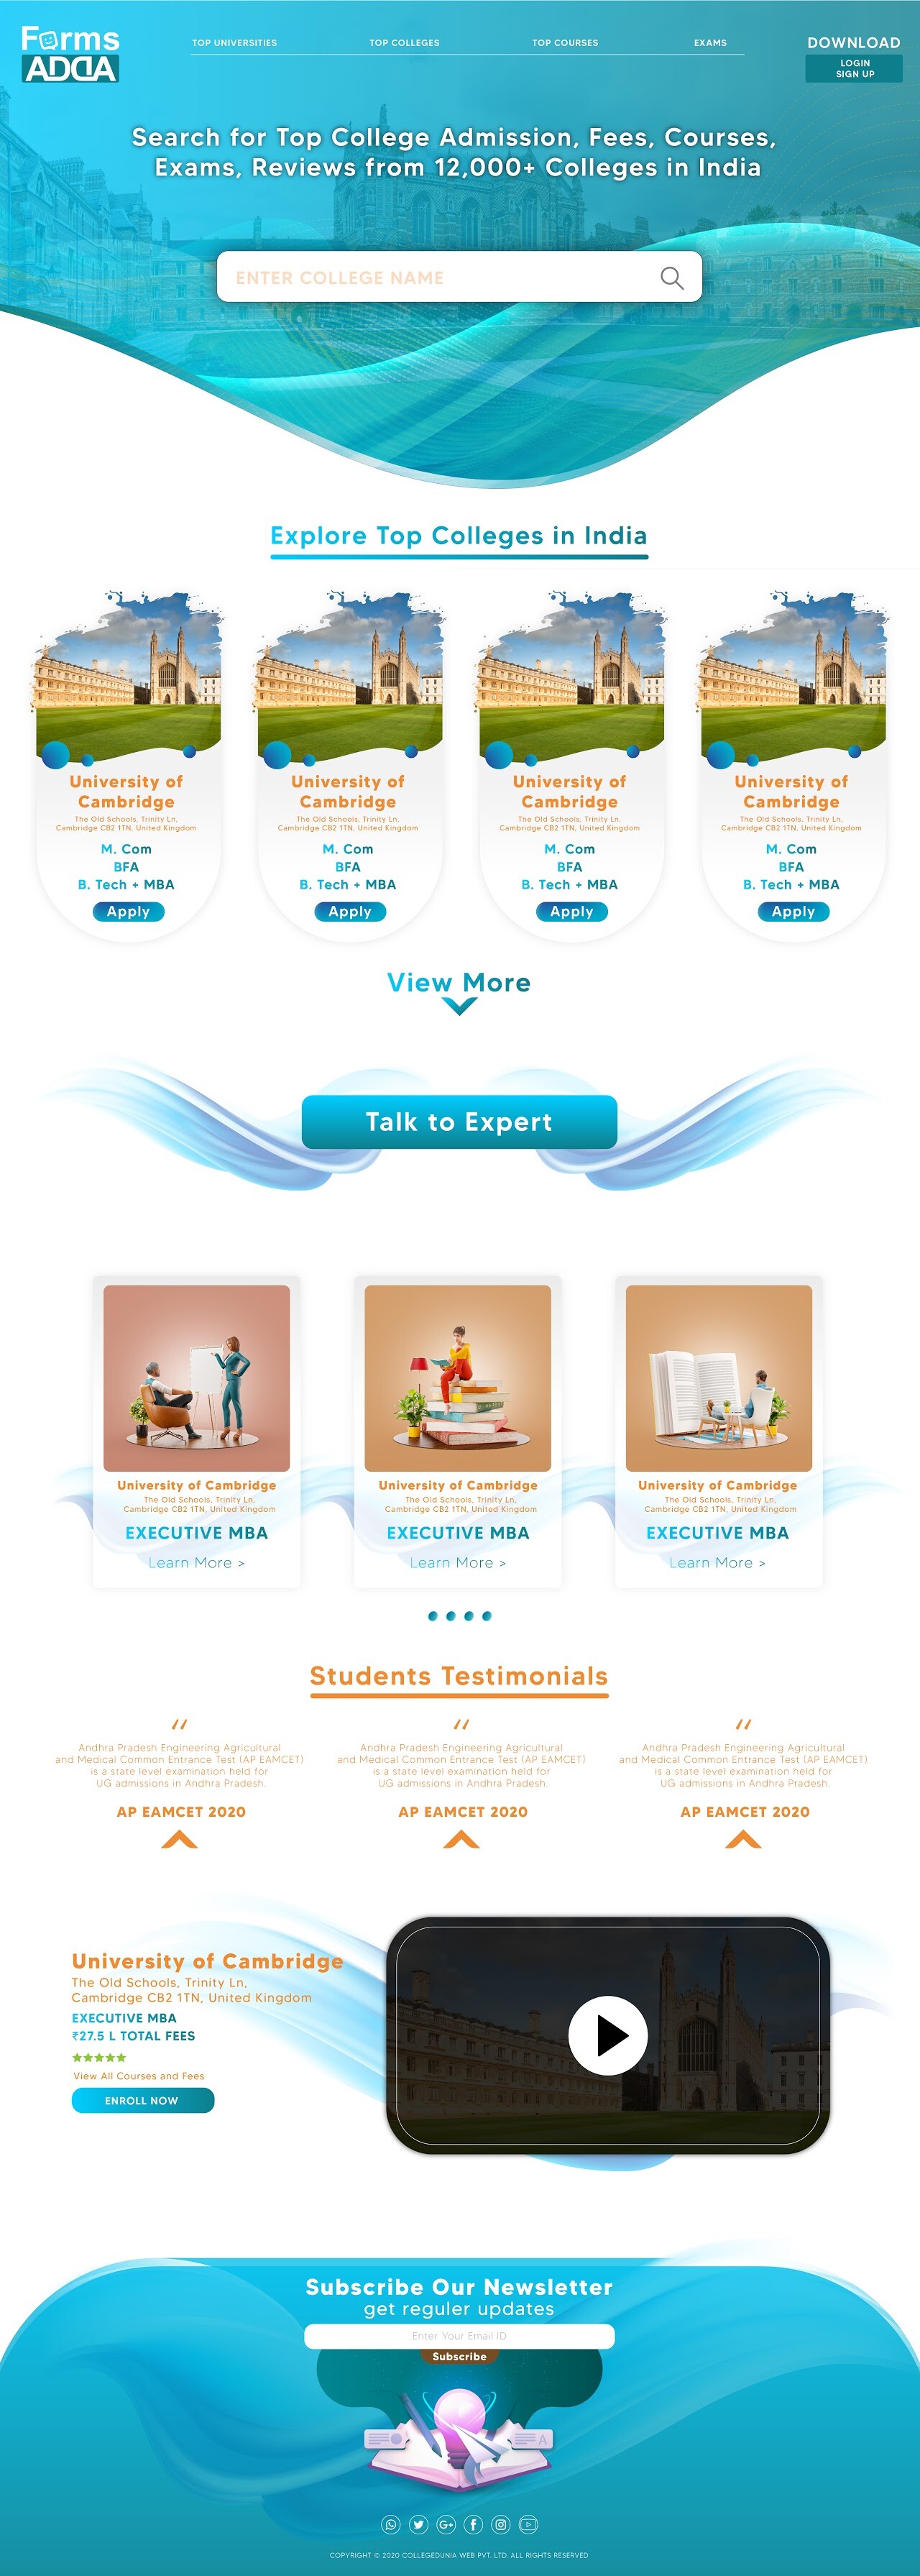 Forms
ADDA
TOP UNIVERSITIES
TOP COLLEGES
TOP COURSES
EXAMS
DOWNLOAD
LOGIN
SIGN UP
Search for Top College Admission, Fees, Courses,
Exams, Reviews from 12,000+ Colleges in India
ENTER COLLEGE NAME
Explore Top Colleges in India
University of
Cambridge
The Old Schools, Trinity Ln,
Cambridge CB2 1TN, United Kingdom
M. Com
BFA
B. Tech + MBA
Apply
University of
Cambridge
The Old Schools, Trinity Ln,
Cambridge CB2 1TN, United Kingdom
M. Com
BFA
B. Tech + MBA
Apply
University of
Cambridge
The Old Schools, Trinity Ln,
Cambridge CB2 1TN, United Kingdom
M. Com
BFA
B. Tech + MBA
Apply
University of
Cambridge
The Old Schools, Trinity Ln,
Cambridge CB2 1TN, United Kingdom
M. Com
BFA
B. Tech + MBA
Apply
View More
Talk to Expert
University of Cambridge
The Old Schools, Trinity Ln,
Cambridge CB2 1TN, United Kingdom
EXECUTIVE MBA
Learn More >
University of Cambridge
The Old Schools, Trinity Ln,
Cambridge CB2 1TN, United Kingdom
EXECUTIVE MBA
Learn More >
University of Cambridge
The Old Schools, Trinity Ln,
Cambridge CB2 1TN, United Kingdom
EXECUTIVE MBA
Learn More >
Students Testimonials
"
Andhra Pradesh Engineering Agricultural
and Medical Common Entrance Test (AP EAMCET)
is a state level examination held for
UG admissions in Andhra Pradesh.
AP EAMCET 2020
"
Andhra Pradesh Engineering Agricultural
and Medical Common Entrance Test (AP EAMCET)
is a state level examination held for
UG admissions in Andhra Pradesh.
AP EAMCET 2020
"
Andhra Pradesh Engineering Agricultural
and Medical Common Entrance Test (AP EAMCET)
is a state level examination held for
UG admissions in Andhra Pradesh.
AP EAMCET 2020
University of Cambridge
The Old Schools, Trinity Ln,
Cambridge CB2 1TN, United Kingdom
EXECUTIVE MBA
₹27.5 L TOTAL FEES
View All Courses and Fees
ENROLL NOW
Subscribe Our Newsletter
get reguler updates
Enter Your Email ID
Subscribe
A
G+
f
COPYRIGHT © 2020 COLLEGEDUNIA WEB PVT. LTD. ALL RIGHTS RESERVED